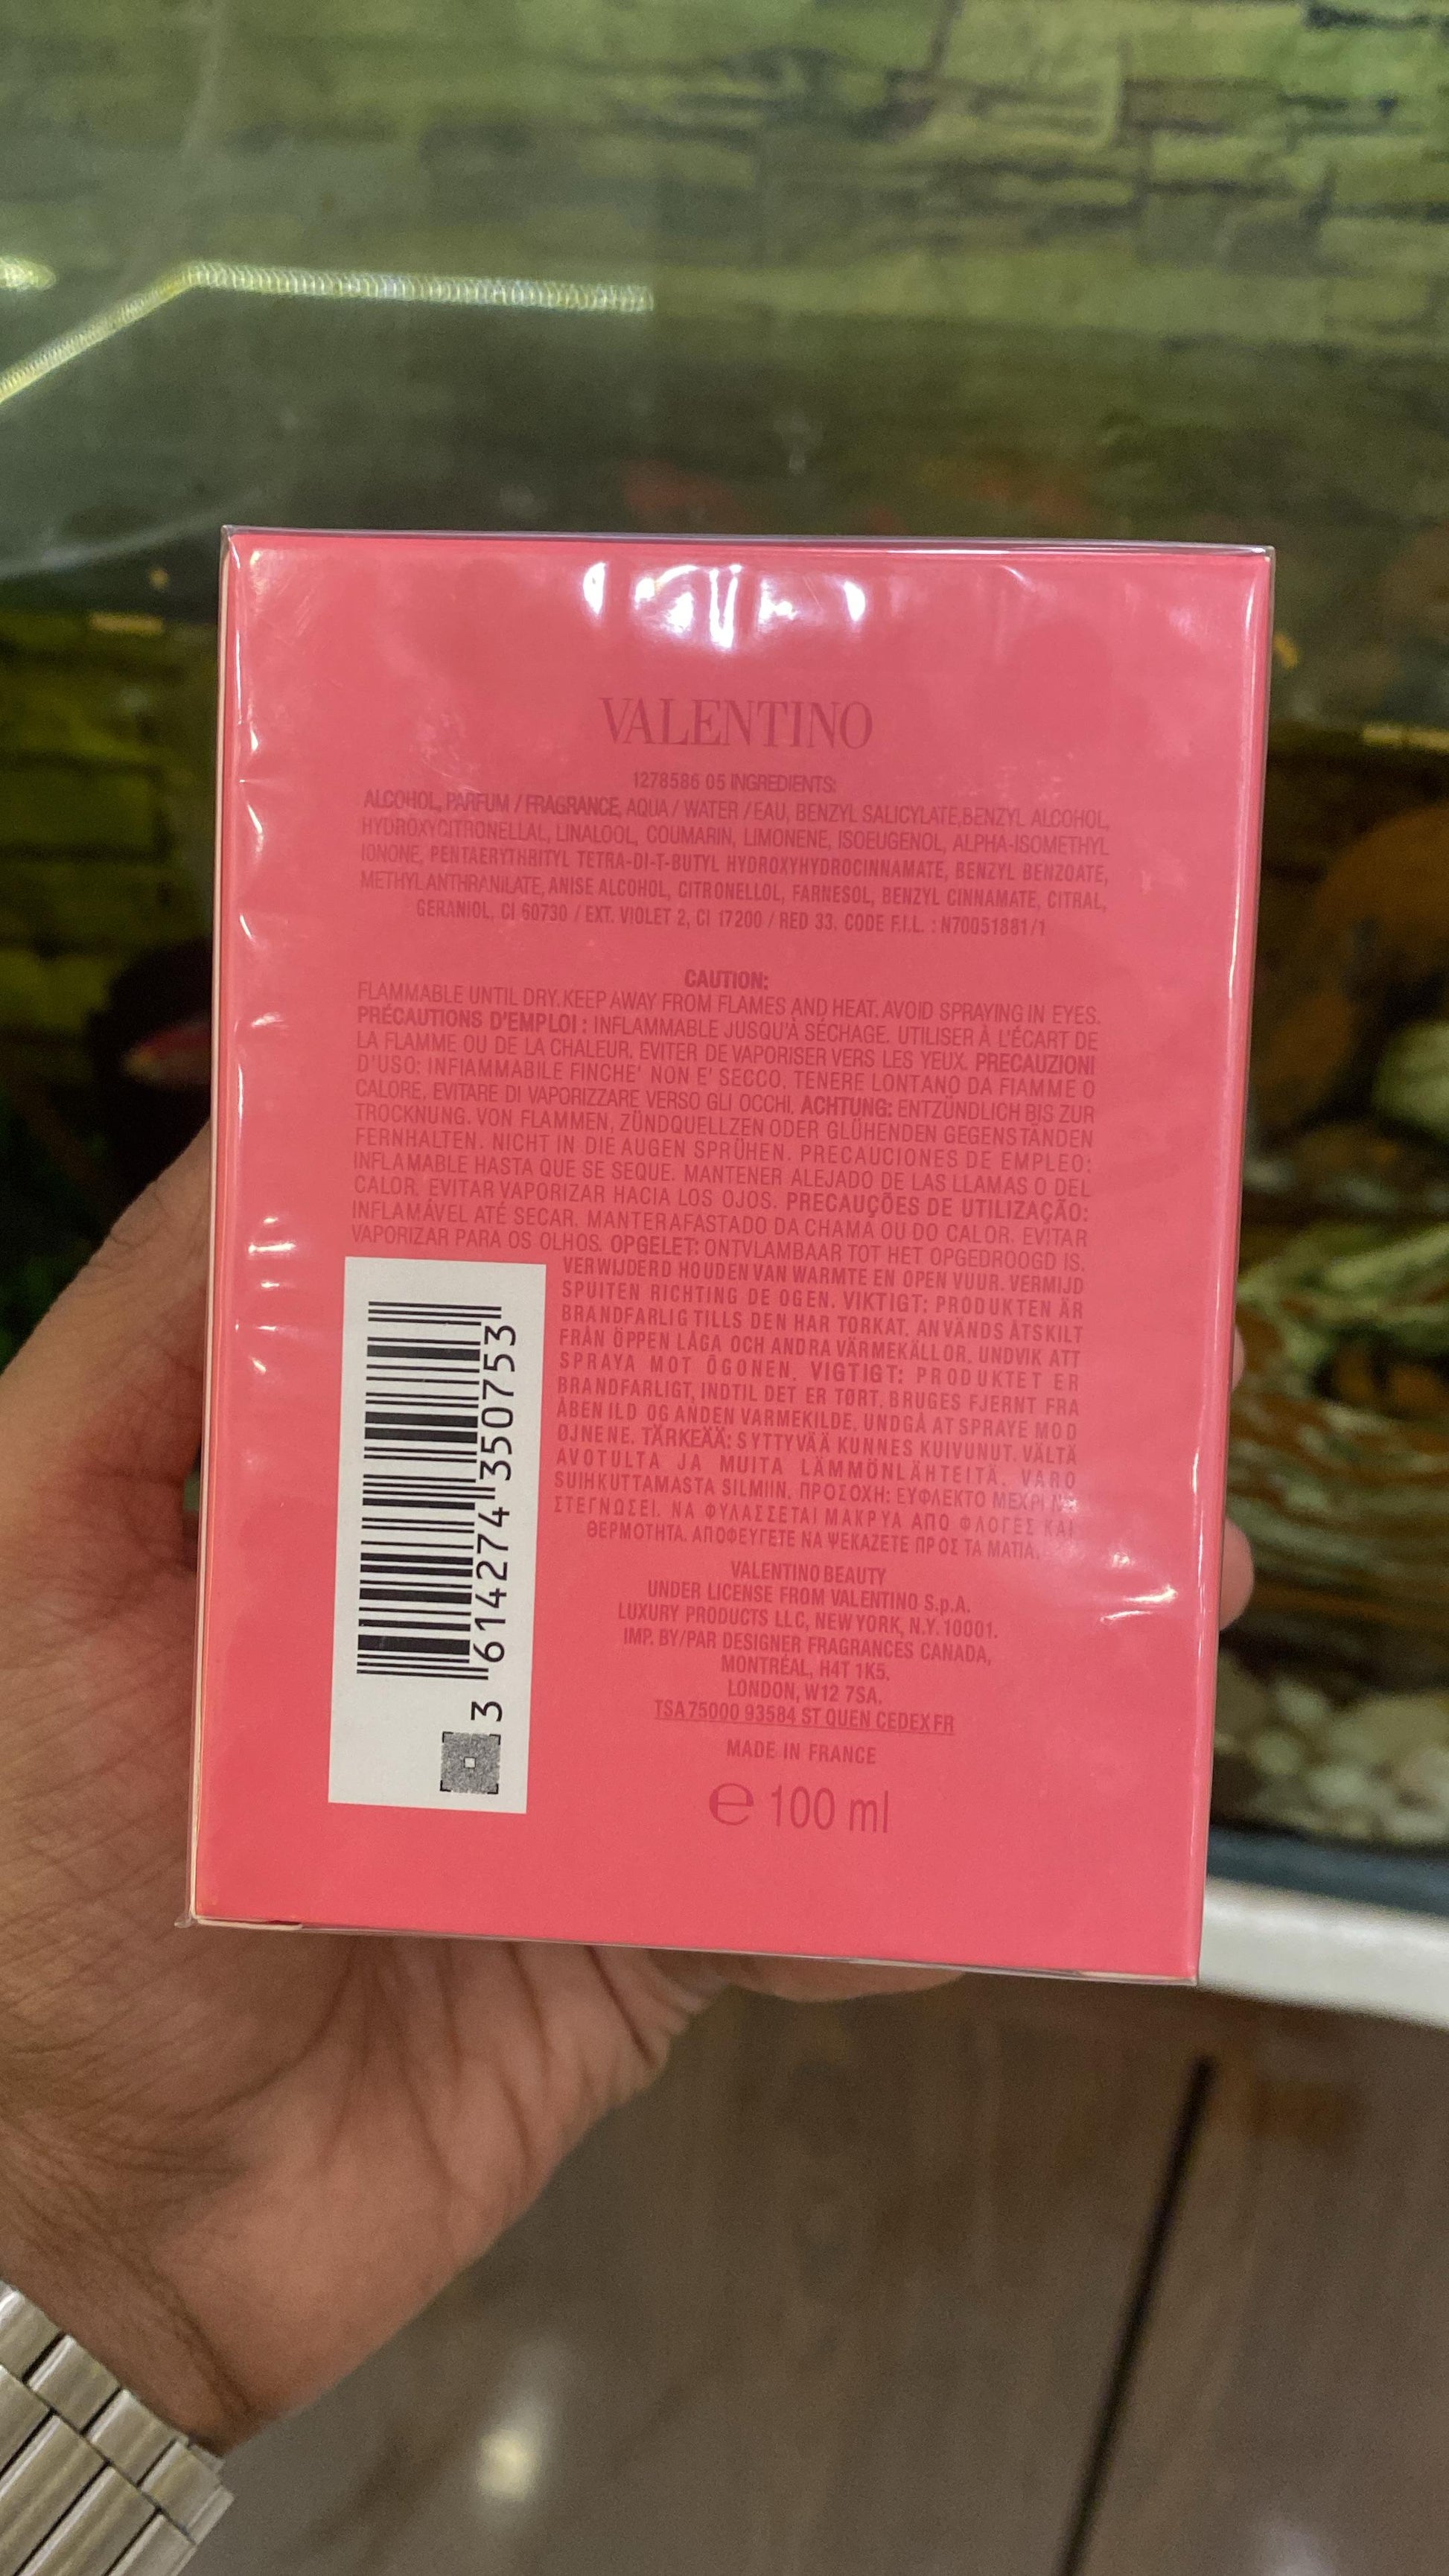 VALENTINO
1278586 05 INGREDIENTS:
ALCOHOL, PARFUM / FRAGRANCE, AQUA / WATER / EAU, BENZYL SALICYLATE,BENZYL ALCOHOL,
HYDROXYCITRONELLAL, LINALOOL, COUMARIN, LIMONENE, ISOEUGENOL, ALPHA-ISOMETHYL
IONONE, PENTAERYTHRITYL TETRA-DI-T-BUTYL HYDROXYHYDROCINNAMATE, BENZYL BENZOATE,
METHYLANTHRANILATE, ANISE ALCOHOL, CITRONELLOL, FARNESOL, BENZYL CINNAMATE, CITRAL,
GERANIOL, CI 60730 / EXT. VIOLET 2, CI 17200 / RED 33, CODE F.I.L. : N70051881/1
CAUTION:
FLAMMABLE UNTIL DRY.KEEP AWAY FROM FLAMES AND HEAT. AVOID SPRAYING IN EYES.
PRÉCAUTIONS D'EMPLOI : INFLAMMABLE JUSQU'À SÉCHAGE. UTILISER À L'ÉCART DE
LA FLAMME OU DE LA CHALEUR. EVITER DE VAPORISER VERS LES YEUX. PRECAUZIONI
D'USO: INFIAMMABILE FINCHE' NON E' SECCO, TENERE LONTANO DA FIAMME O
CALORE. EVITARE DI VAPORIZZARE VERSO GLI OCCHI. ACHTUNG: ENTZÜNDLICH BIS ZUR
TROCKNUNG. VON FLAMMEN, ZÜNDQUELLZEN ODER GLÜHENDEN GEGENSTÄNDEN
FERNHALTEN. NICHT IN DIE AUGEN SPRÜHEN. PRECAUCIONES DE EMPLEO:
INFLAMABLE HASTA QUE SE SEQUE. MANTENER ALEJADO DE LAS LLAMAS O DEL
CALOR. EVITAR VAPORIZAR HACIA LOS OJOS. PRECAUÇÕES DE UTILIZAÇÃO:
INFLAMÁVEL ATÉ SECAR. MANTERAFASTADO DA CHAMA OU DO CALOR. EVITAR
VAPORIZAR PARA OS OLHOS. OPGELET: ONTVLAMBAAR TOT HET OPGEDROOGD IS.
VERWIJDERD HOUDEN VAN WARMTE EN OPEN VUUR. VERMIJD
SPUITEN RICHTING DE OGEN. VIKTIGT: PRODUKTEN ÄR
BRANDFARLIG TILLS DEN HAR TORKAT. ANVÄNDS ÅTSKILT
FRÅN ÖPPEN LÅGA OCH ANDRA VÄRMEKÄLLOR, UNDVIK ATT
SPRAYA MOT ÖGONEN. VIGTIGT: PRODUKTET ER
BRANDFARLIGT, INDTIL DET ER TØRT. BRUGES FJERNT FRA
ÅBEN ILD OG ANDEN VARMEKILDE. UNDGÅ AT SPRAYE MOD
ØJNENE. TÄRKEÄÄ: SYTTYVÄÄ KUNNES KUIVUNUT. VÄLTÄ
AVOTULTA JA MUITA LÄMMÖNLÄHTEITÄ. VARO
SUIHKUTTAMASTA SILMIIN. ΠΡΟΣΟΧΗ: ΕΥΦΛΕΚΤΟ ΜΕΧΡΙ ΝΑ
ΣΤΕΓΝΩΣΕΙ. ΝΑ ΦΥΛΑΣΣΕΤΑΙ ΜΑΚΡΥΑ ΑΠΟ ΦΛΟΓΕΣ ΚΑΙ
ΘΕΡΜΟΤΗΤΑ. ΑΠΟΦΕΥΓΕΤΕ ΝΑ ΨΕΚΑΖΕΤΕ ΠΡΟΣ ΤΑ ΜΑΤΙΑ.
3 614274 350753
VALENTINO BEAUTY
UNDER LICENSE FROM VALENTINO S.p.A.
LUXURY PRODUCTS LLC, NEW YORK, N.Y. 10001.
IMP. BY/PAR DESIGNER FRAGRANCES CANADA,
MONTRÉAL, H4T 1K5.
LONDON, W12 7SA.
TSA 75000 93584 ST QUEN CEDEX FR
MADE IN FRANCE
℮ 100 ml